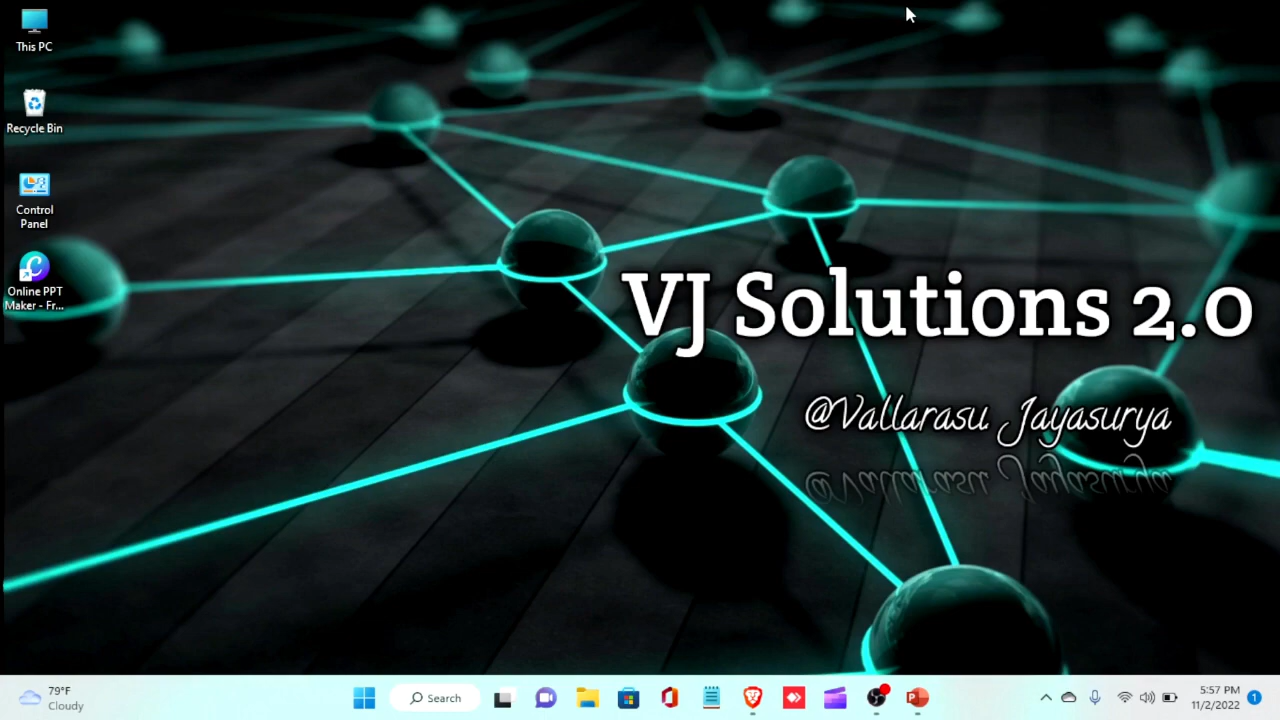 This PC
Recycle Bin
Control
Panel
Online PPT
Maker - Fr...
VJ Solutions 2.0
@Vallarasu Jayasurya
79°F
Cloudy
Search
5:57 PM
11/2/2022
1